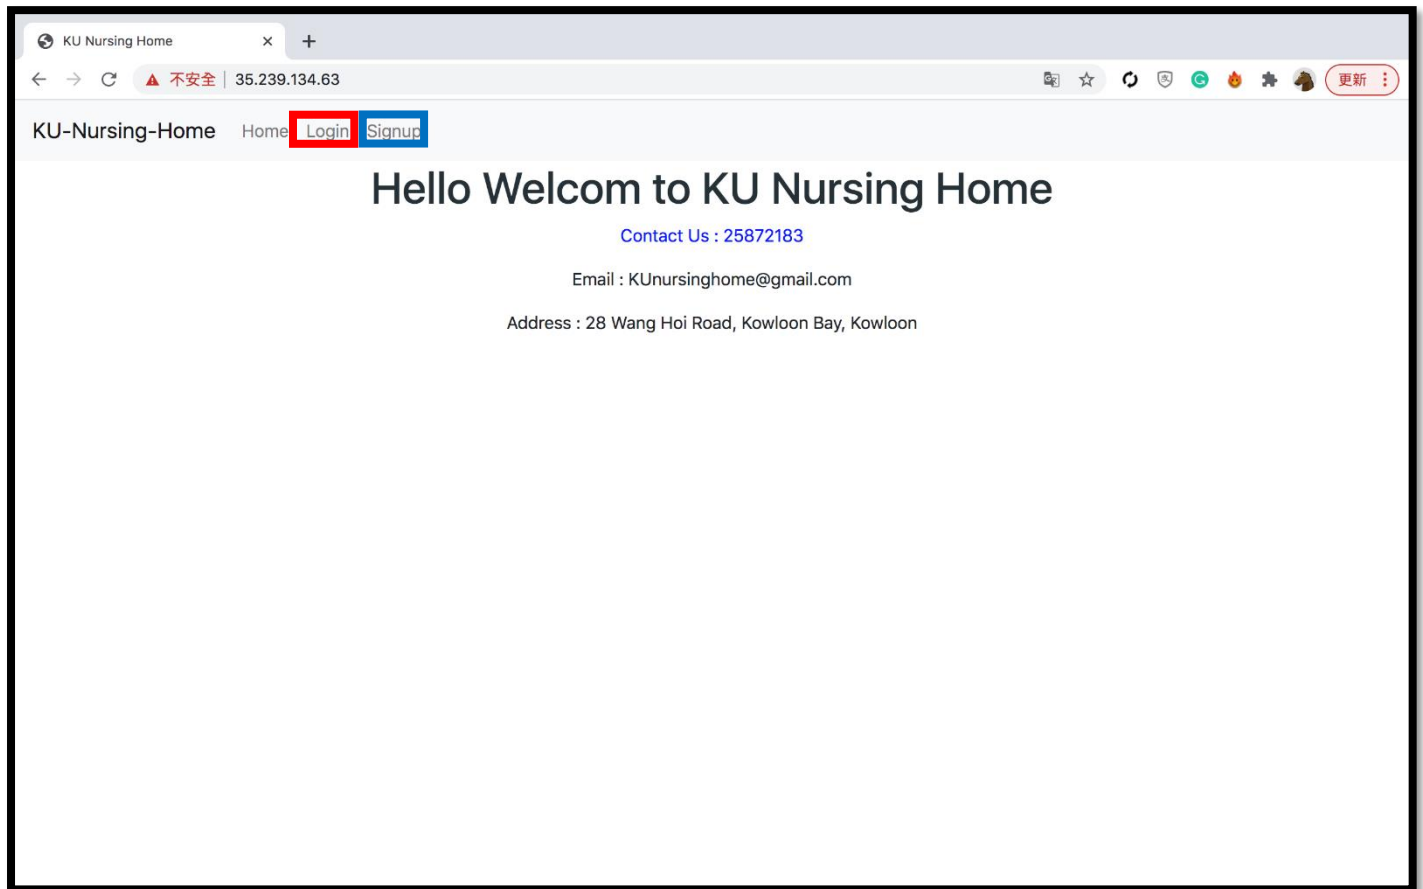 KU Nursing Home
不安全 | 35.239.134.63
更新
KU-Nursing-Home Home Login Signup
Hello Welcom to KU Nursing Home
Contact Us : 25872183
Email : KUnursinghome@gmail.com
Address : 28 Wang Hoi Road, Kowloon Bay, Kowloon